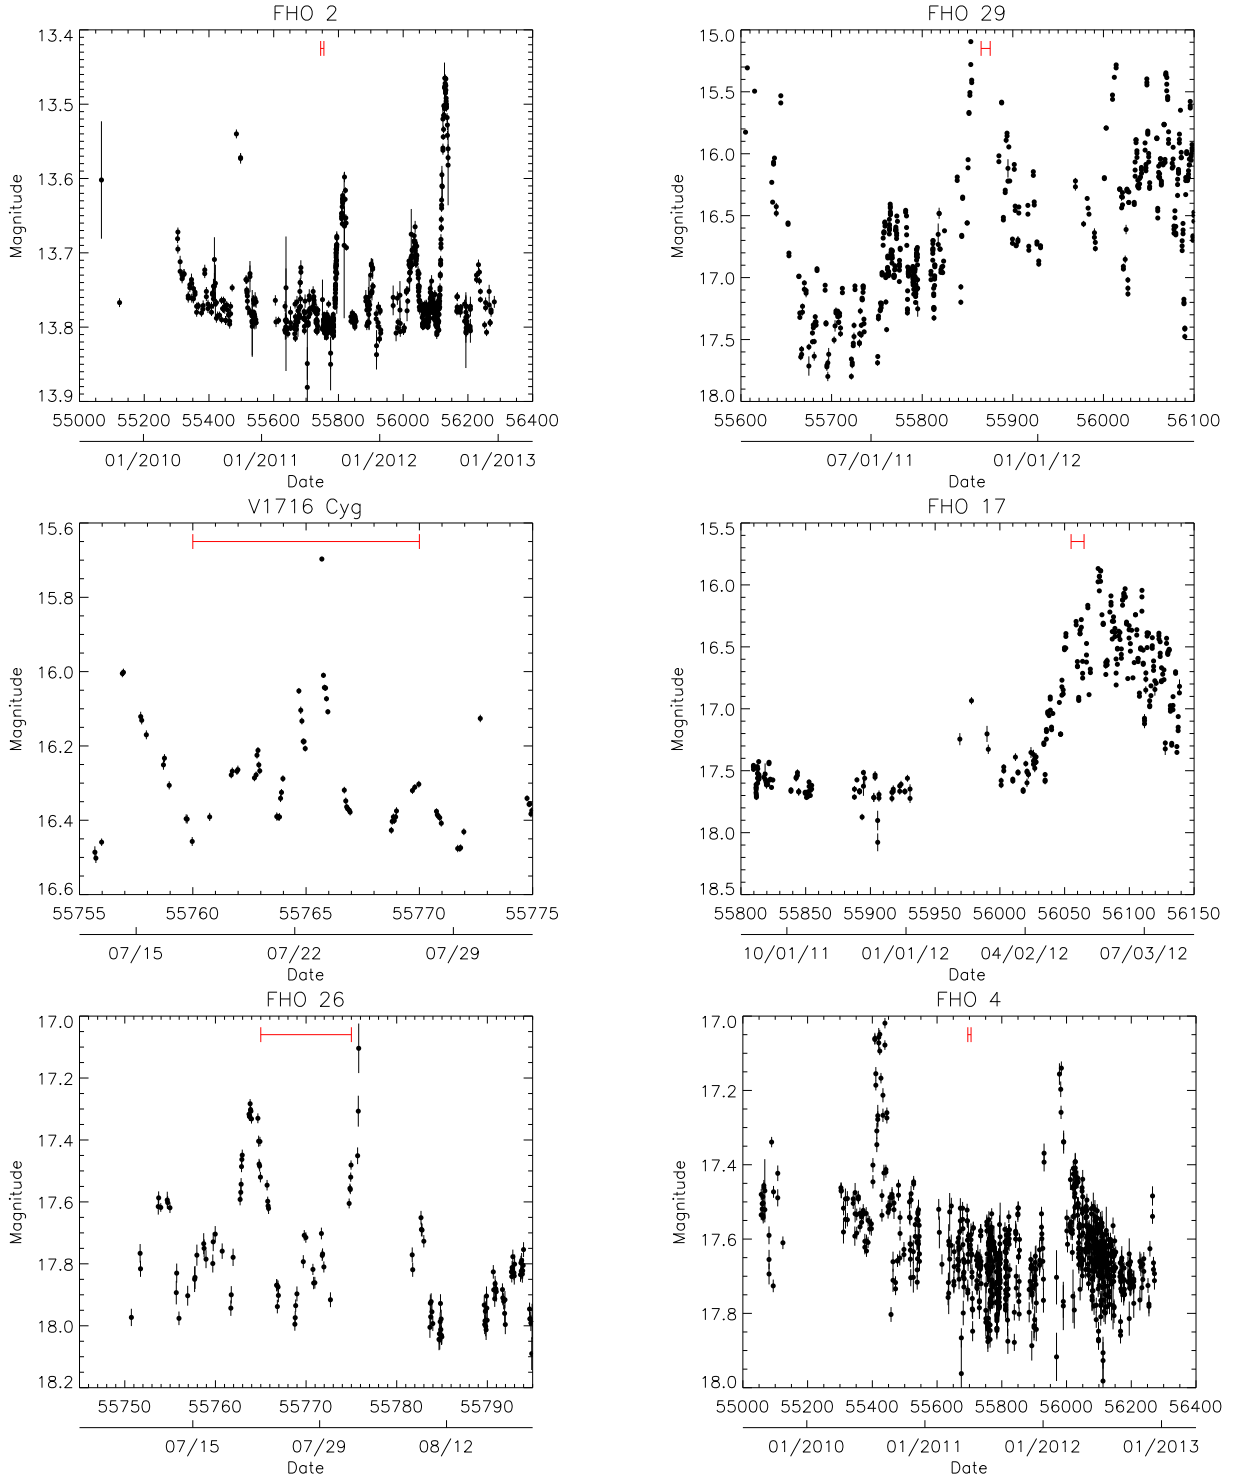 FHO 2
13.4
13.5
13.6
13.7
13.8
13.9
Magnitude
55000 55200 55400 55600 55800 56000 56200 56400
01/2010 01/2011 01/2012 01/2013
Date
FHO 29
15.0
15.5
16.0
16.5
17.0
17.5
18.0
Magnitude
55600 55700 55800 55900 56000 56100
07/01/11 01/01/12
Date
V1716 Cyg
15.6
15.8
16.0
16.2
16.4
16.6
Magnitude
55755 55760 55765 55770 55775
07/15 07/22 07/29
Date
FHO 17
15.5
16.0
16.5
17.0
17.5
18.0
18.5
Magnitude
55800 55850 55900 55950 56000 56050 56100 56150
10/01/11 01/01/12 04/02/12 07/03/12
Date
FHO 26
17.0
17.2
17.4
17.6
17.8
18.0
18.2
Magnitude
55750 55760 55770 55780 55790
07/15 07/29 08/12
Date
FHO 4
17.0
17.2
17.4
17.6
17.8
18.0
Magnitude
55000 55200 55400 55600 55800 56000 56200 56400
01/2010 01/2011 01/2012 01/2013
Date